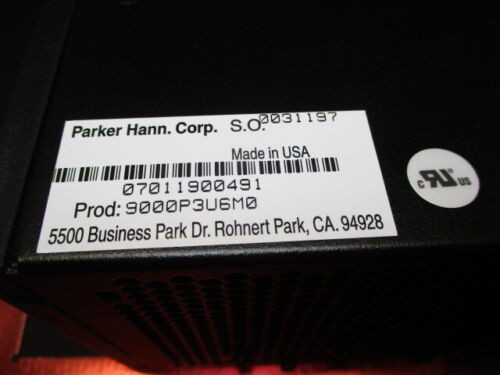 Parker Hann. Corp. S.O. 0031197
Made in USA
07011900491
Prod: 9000P3U6M0
5500 Business Park Dr. Rohnert Park, CA. 94928
c RU US